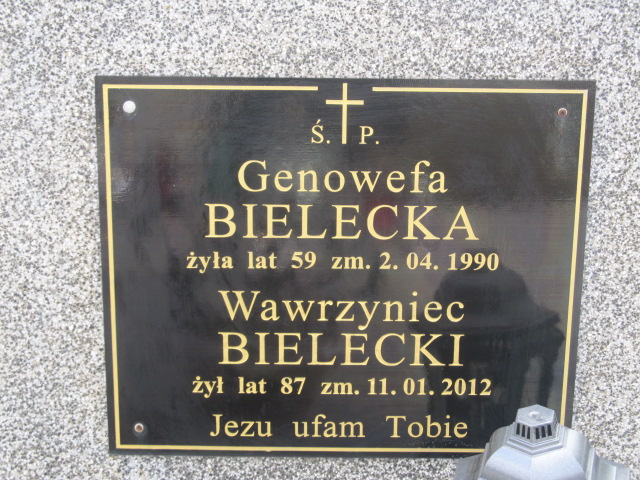 Ś. P.
Genowefa
BIELECKA
żyła lat 59 zm. 2. 04. 1990
Wawrzyniec
BIELECKI
żył lat 87 zm. 11. 01. 2012
Jezu ufam Tobie